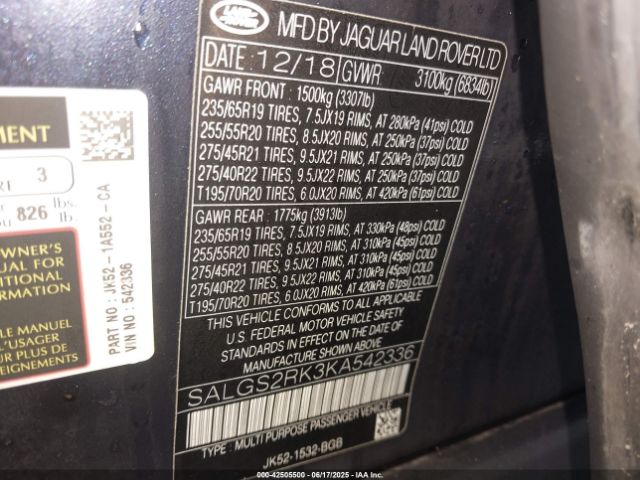 MENT
3
826 lb.
WNER'S
UAL FOR
DITIONAL
RMATION
LE MANUEL
L'USAGER
R PLUS DE
EIGNEMENTS
PART NO : JK52-1A552-CA
VIN NO : 542336
LAND ROVER
MFD BY JAGUAR LAND ROVER LTD
DATE: 12/18 GVWR 3100kg (6834lb)
GAWR FRONT : 1500kg (3307lb)
235/65R19 TIRES, 7.5JX19 RIMS, AT 280kPa (41psi) COLD
255/55R20 TIRES, 8.5JX20 RIMS, AT 250kPa (37psi) COLD
275/45R21 TIRES, 9.5JX21 RIMS, AT 250kPa (37psi) COLD
275/40R22 TIRES, 9.5JX22 RIMS, AT 250kPa (37psi) COLD
T195/70R20 TIRES, 6.0JX20 RIMS, AT 420kPa (61psi) COLD
GAWR REAR : 1775kg (3913lb)
235/65R19 TIRES, 7.5JX19 RIMS, AT 330kPa (48psi) COLD
255/55R20 TIRES, 8.5JX20 RIMS, AT 310kPa (45psi) COLD
275/45R21 TIRES, 9.5JX21 RIMS, AT 310kPa (45psi) COLD
275/40R22 TIRES, 9.5JX22 RIMS, AT 310kPa (45psi) COLD
T195/70R20 TIRES, 6.0JX20 RIMS, AT 420kPa (61psi) COLD
THIS VEHICLE CONFORMS TO ALL APPLICABLE
U.S. FEDERAL MOTOR VEHICLE SAFETY
STANDARDS IN EFFECT ON THE DATE OF
MANUFACTURE SHOWN ABOVE
SALGS2RK3KA542336
TYPE : MULTI PURPOSE PASSENGER VEHICLE
JK52-1532-BGB
000-42505500 - 06/17/2025 - IAAI.COM